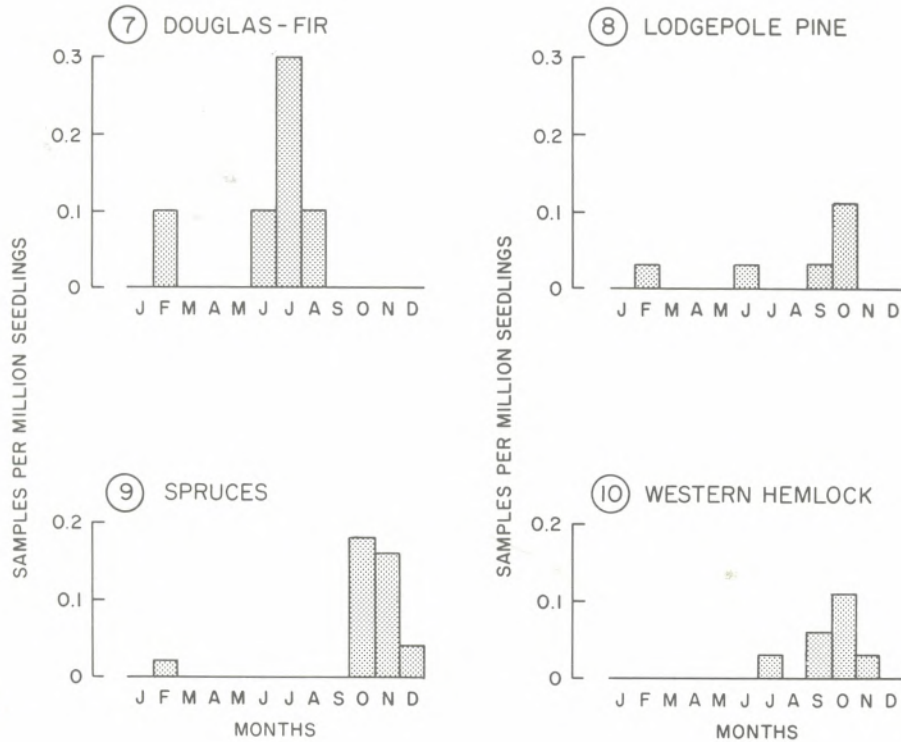 7 DOUGLAS-FIR
0.3
0.2
0.1
0
J F M A M J J A S O N D
SAMPLES PER MILLION SEEDLINGS
8 LODGEPOLE PINE
0.3
0.2
0.1
0
J F M A M J J A S O N D
SAMPLES PER MILLION SEEDLINGS
9 SPRUCES
0.2
0.1
0
J F M A M J J A S O N D
MONTHS
10 WESTERN HEMLOCK
0.2
0.1
0
J F M A M J J A S O N D
MONTHS